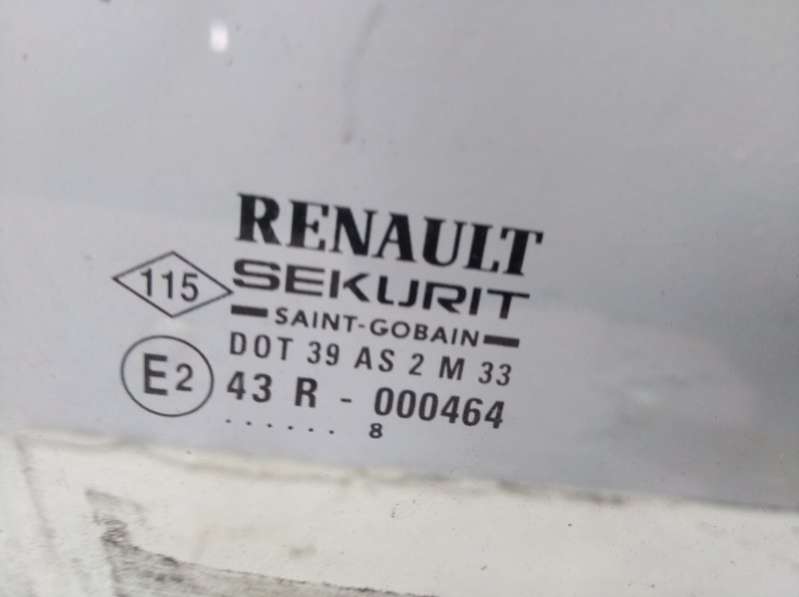 RENAULT
115
SEKURIT
SAINT-GOBAIN
DOT 39 AS 2 M 33
E2
43 R - 000464
...... 8